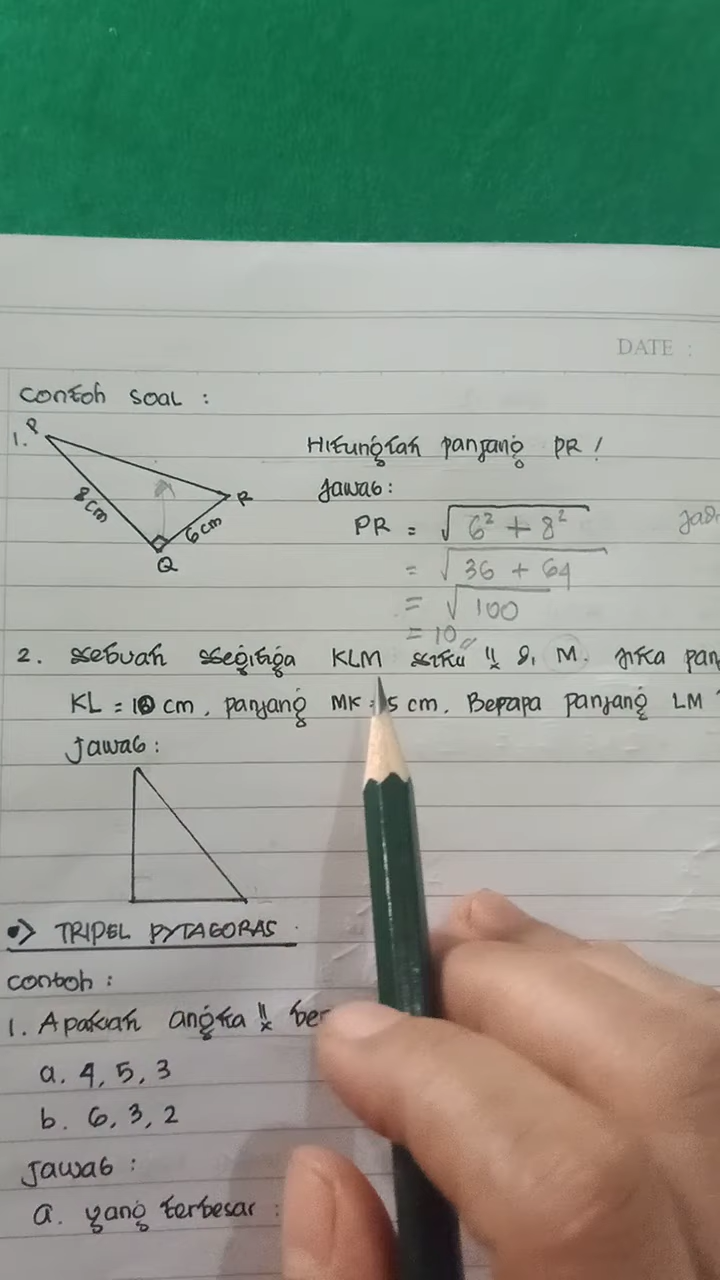 DATE :
Contoh soal :
1. P
R
8 cm
6 cm
Q
Hitunglah panjang PR !
Jawab :
PR = √6² + 8²
= √36 + 64
= √100
= 10,,
2. Sebuah segitiga KLM siku " di M. Jika
KL = 10 cm, panjang MK = 5 cm. Berapa panjang LM
Jawab :
=> TRIPEL PYTAGORAS
Contoh :
1. Apakah angka "
a. 4, 5, 3
b. 6, 3, 2
Jawab :
a. yang terbesar :